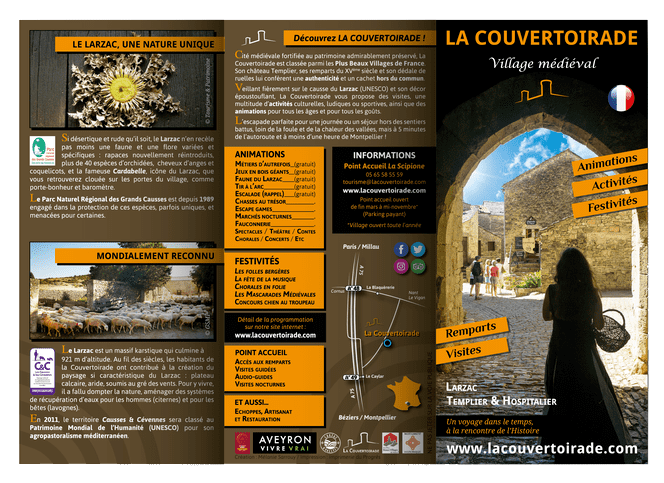 LE LARZAC, UNE NATURE UNIQUE
Si désertique et rude qu'il soit, le Larzac n'en recèle
pas moins une faune et une flore variées et
spécifiques : rapaces nouvellement réintroduits,
plus de 40 espèces d'orchidées, cheveux d'anges et
coquelicots, et la fameuse Cardabelle, icône du Larzac, que
vous retrouverez clouée sur les portes du village, comme
porte-bonheur et baromètre.
Le Parc Naturel Régional des Grands Causses est depuis 1989
engagé dans la protection de ces espèces, parfois uniques, et
menacées pour certaines.
MONDIALEMENT RECONNU
Le Larzac est un massif karstique qui culmine à
921 m d'altitude. Au fil des siècles, les habitants de
la Couvertoirade ont contribué à la création du
paysage si caractéristique du Larzac : plateau
calcaire, aride, soumis au gré des vents. Pour y vivre,
il a fallu dompter la nature, aménager des systèmes
de récupération d'eaux pour les hommes (citernes) et pour les
bêtes (lavognes).
En 2011, le territoire Causses & Cévennes sera classé au
Patrimoine Mondial de l'Humanité (UNESCO) pour son
agropastoralisme méditerranéen.
Découvrez LA COUVERTOIRADE !
Cité médiévale fortifiée au patrimoine admirablement préservé, La
Couvertoirade est classée parmi les Plus Beaux Villages de France.
Son château Templier, ses remparts du XVème siècle et son dédale de
ruelles lui confèrent une authenticité et un cachet hors du commun.
Veillant fièrement sur le causse du Larzac (UNESCO) et son décor
époustouflant, La Couvertoirade vous propose des visites, une
multitude d'activités culturelles, ludiques ou sportives, ainsi que des
animations pour tous les âges et pour tous les goûts.
L'escapade parfaite pour une journée ou un séjour hors des sentiers
battus, loin de la foule et de la chaleur des vallées, mais à 5 minutes
de l'autoroute et à moins d'une heure de Montpellier !
ANIMATIONS
MÉTIERS D'AUTREFOIS (gratuit)
JEUX EN BOIS GÉANTS (gratuit)
FAUNE DU LARZAC (gratuit)
TIR À L'ARC
ESCALADE (RAPPEL) (gratuit)
CHASSES AU TRÉSOR
ESCAPE GAMES
MARCHÉS NOCTURNES
FAUCONNERIE
SPECTACLES / THÉÂTRE / CONTES
CHORALES / CONCERTS / ETC
FESTIVITÉS
LES FOLLES BERGÈRES
LA FÊTE DE LA MUSIQUE
CHORALES EN FOLIE
LES MASCARADES MÉDIÉVALES
CONCOURS CHIEN AU TROUPEAU
Détail de la programmation
sur notre site internet :
www.lacouvertoirade.com
POINT ACCUEIL
ACCÈS AUX REMPARTS
VISITES GUIDÉES
AUDIO-GUIDES
VISITES NOCTURNES
ET AUSSI...
ECHOPPES, ARTISANAT
ET RESTAURATION
INFORMATIONS
Point Accueil La Scipione
05 65 58 55 59
tourisme@lacouvertoirade.com
www.lacouvertoirade.com
Point accueil ouvert
de fin mars à mi-novembre*
(Parking payant)
*Village ouvert toute l'année
Paris / Millau
A 75
Cornus
La Blaquèrerie
Nant
Le Vigan
La Couvertoirade
Le Caylar
Béziers / Montpellier
AVEYRON
VIVRE VRAI
LA COUVERTOIRADE
LA COUVERTOIRADE
Village médiéval
Animations
Activités
Festivités
Remparts
Visites
LARZAC
TEMPLIER & HOSPITALIER
Un voyage dans le temps,
à la rencontre de l'Histoire
www.lacouvertoirade.com